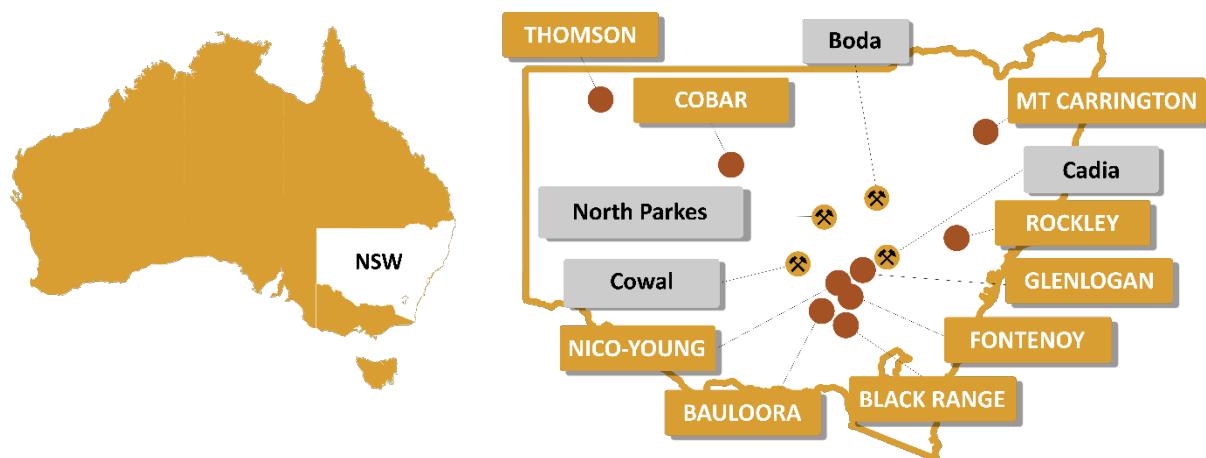 THOMSON
Boda
COBAR
MT CARRINGTON
Cadia
North Parkes
ROCKLEY
NSW
Cowal
GLENLOGAN
NICO-YOUNG
FONTENOY
BAULOORA
BLACK RANGE